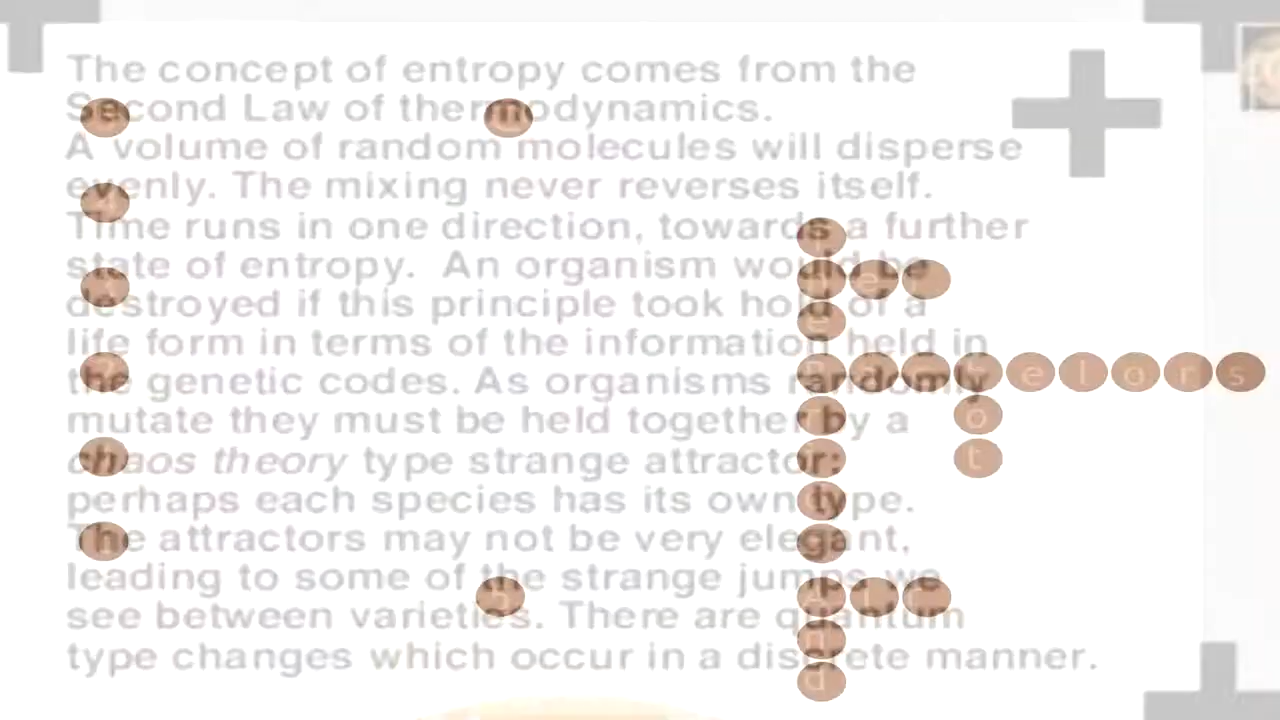 The concept of entropy comes from the
Second Law of thermodynamics.
A volume of random molecules will disperse
evenly. The mixing never reverses itself.
Time runs in one direction, towards a further
state of entropy.  An organism would be
destroyed if this principle took hold of a
life form in terms of the information held in
the genetic codes. As organisms randomly
mutate they must be held together by a
chaos theory type strange attractor:
perhaps each species has its own type.
The attractors may not be very elegant,
leading to some of the strange jumps we
see between varieties. There are quantum
type changes which occur in a discrete manner.